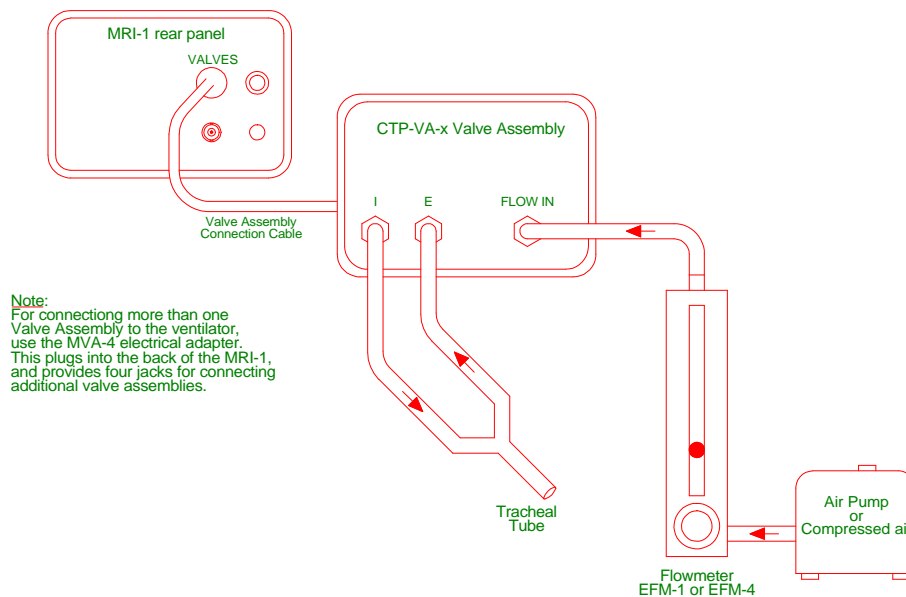 MRI-1 rear panel
VALVES
CTP-VA-x Valve Assembly
I
E
FLOW IN
Valve Assembly
Connection Cable
Note:
For connectiong more than one
Valve Assembly to the ventilator,
use the MVA-4 electrical adapter.
This plugs into the back of the MRI-1,
and provides four jacks for connecting
additional valve assemblies.
Tracheal
Tube
Air Pump
or
Compressed ai
Flowmeter
EFM-1 or EFM-4